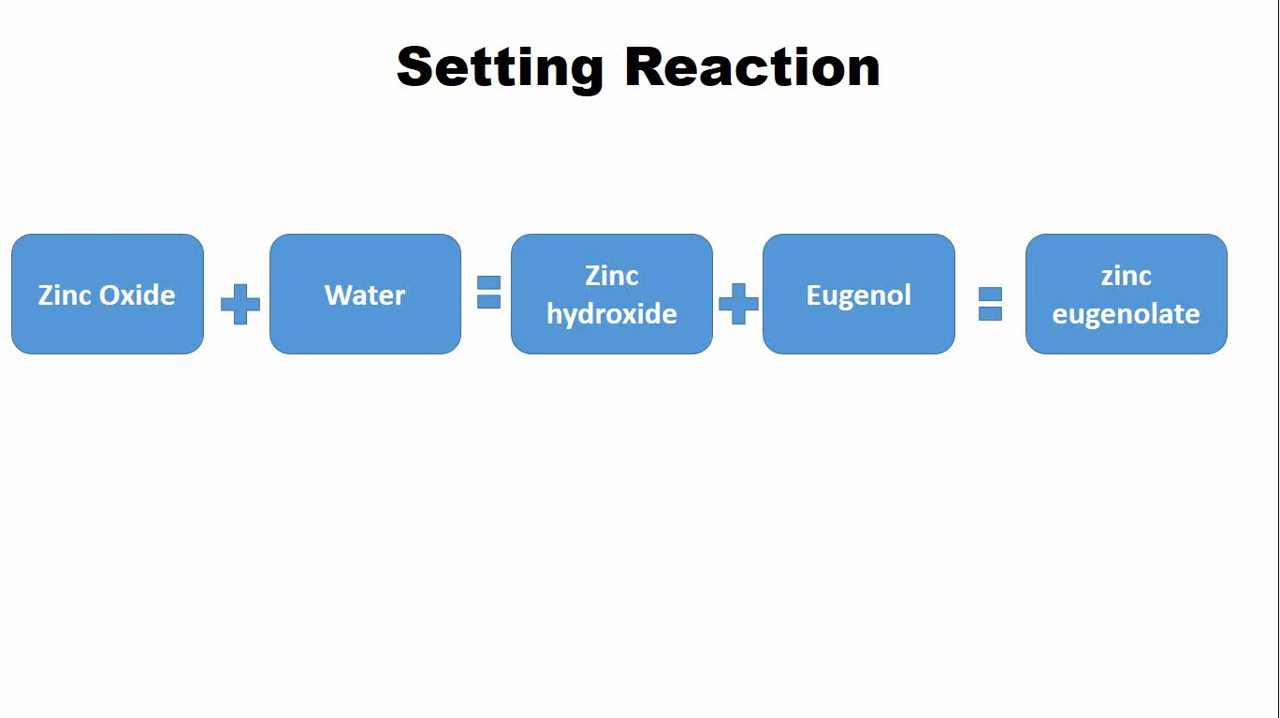 Setting Reaction
Zinc Oxide
Water
Zinc
hydroxide
Eugenol
zinc
eugenolate